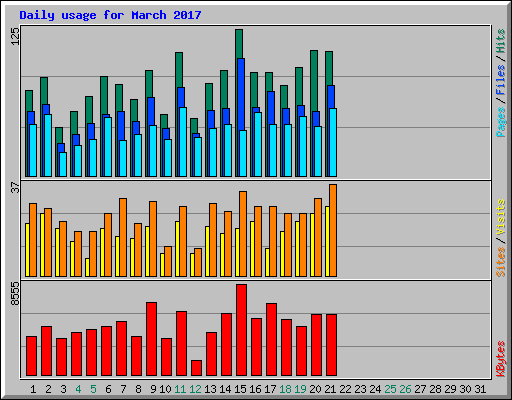 Daily usage for March 2017
125
37
8555
Pages / Files / Hits
Sites / Visits
KBytes
1 2 3 4 5 6 7 8 9 10 11 12 13 14 15 16 17 18 19 20 21 22 23 24 25 26 27 28 29 30 31